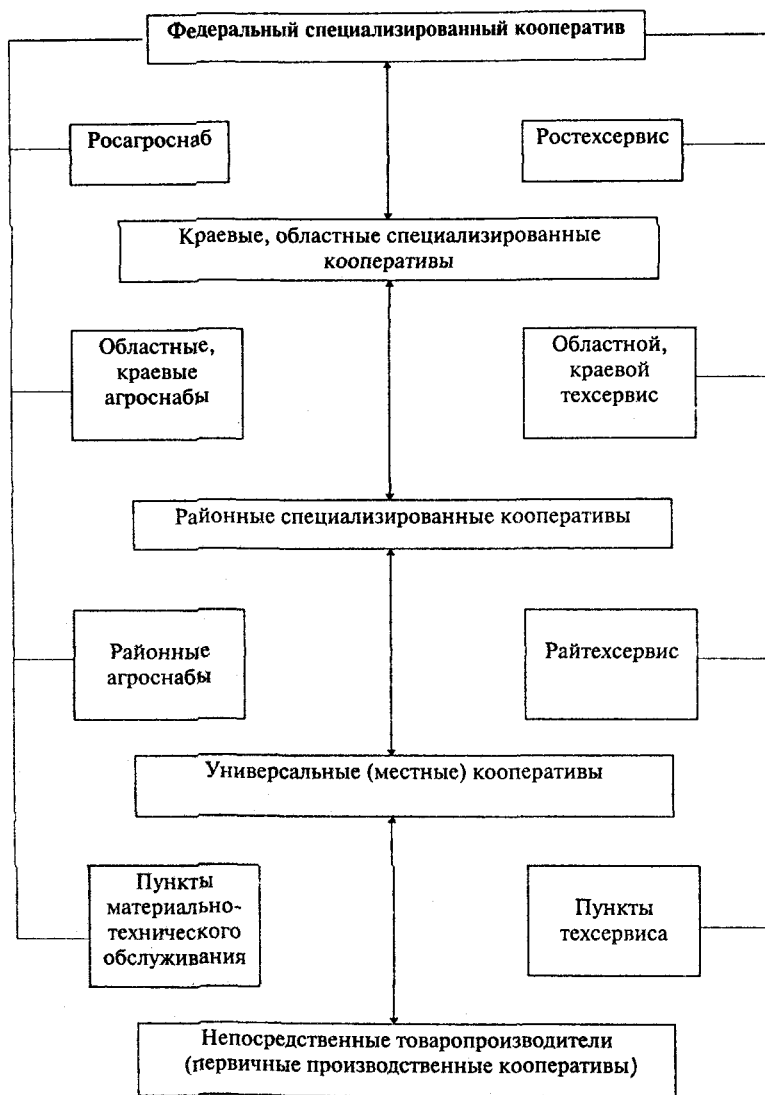 Федеральный специализированный кооператив
Росагроснаб
Ростехсервис
Краевые, областные специализированные
кооперативы
Областные,
краевые
агроснабы
Областной,
краевой
техсервис
Районные специализированные кооперативы
Районные
агроснабы
Райтехсервис
Универсальные (местные) кооперативы
Пункты
материально-
технического
обслуживания
Пункты
техсервиса
Непосредственные товаропроизводители
(первичные производственные кооперативы)